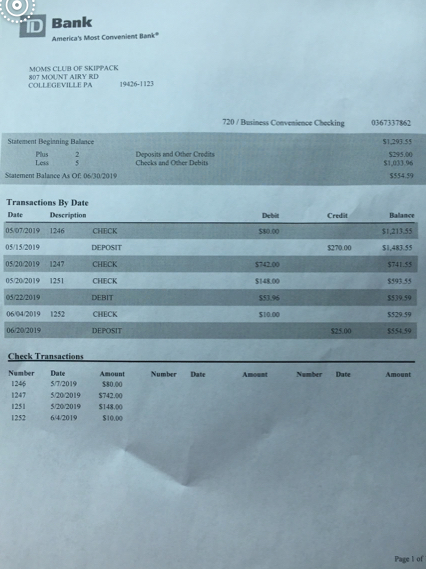 TD Bank
America's Most Convenient Bank®
MOMS CLUB OF SKIPPACK
807 MOUNT AIRY RD
COLLEGEVILLE PA 19426-1123
720 / Business Convenience Checking 0367337862
Statement Beginning Balance $1,293.55
Plus 2 Deposits and Other Credits $295.00
Less 5 Checks and Other Debits $1,033.96
Statement Balance As Of: 06/30/2019 $554.59
Transactions By Date
Date Description Debit Credit Balance
05/07/2019 1246 CHECK $80.00 $1,213.55
05/15/2019 DEPOSIT $270.00 $1,483.55
05/20/2019 1247 CHECK $742.00 $741.55
05/20/2019 1251 CHECK $148.00 $593.55
05/22/2019 DEBIT $53.96 $539.59
06/04/2019 1252 CHECK $10.00 $529.59
06/20/2019 DEPOSIT $25.00 $554.59
Check Transactions
Number Date Amount Number Date Amount Number Date Amount
1246 5/7/2019 $80.00
1247 5/20/2019 $742.00
1251 5/20/2019 $148.00
1252 6/4/2019 $10.00
Page 1 of